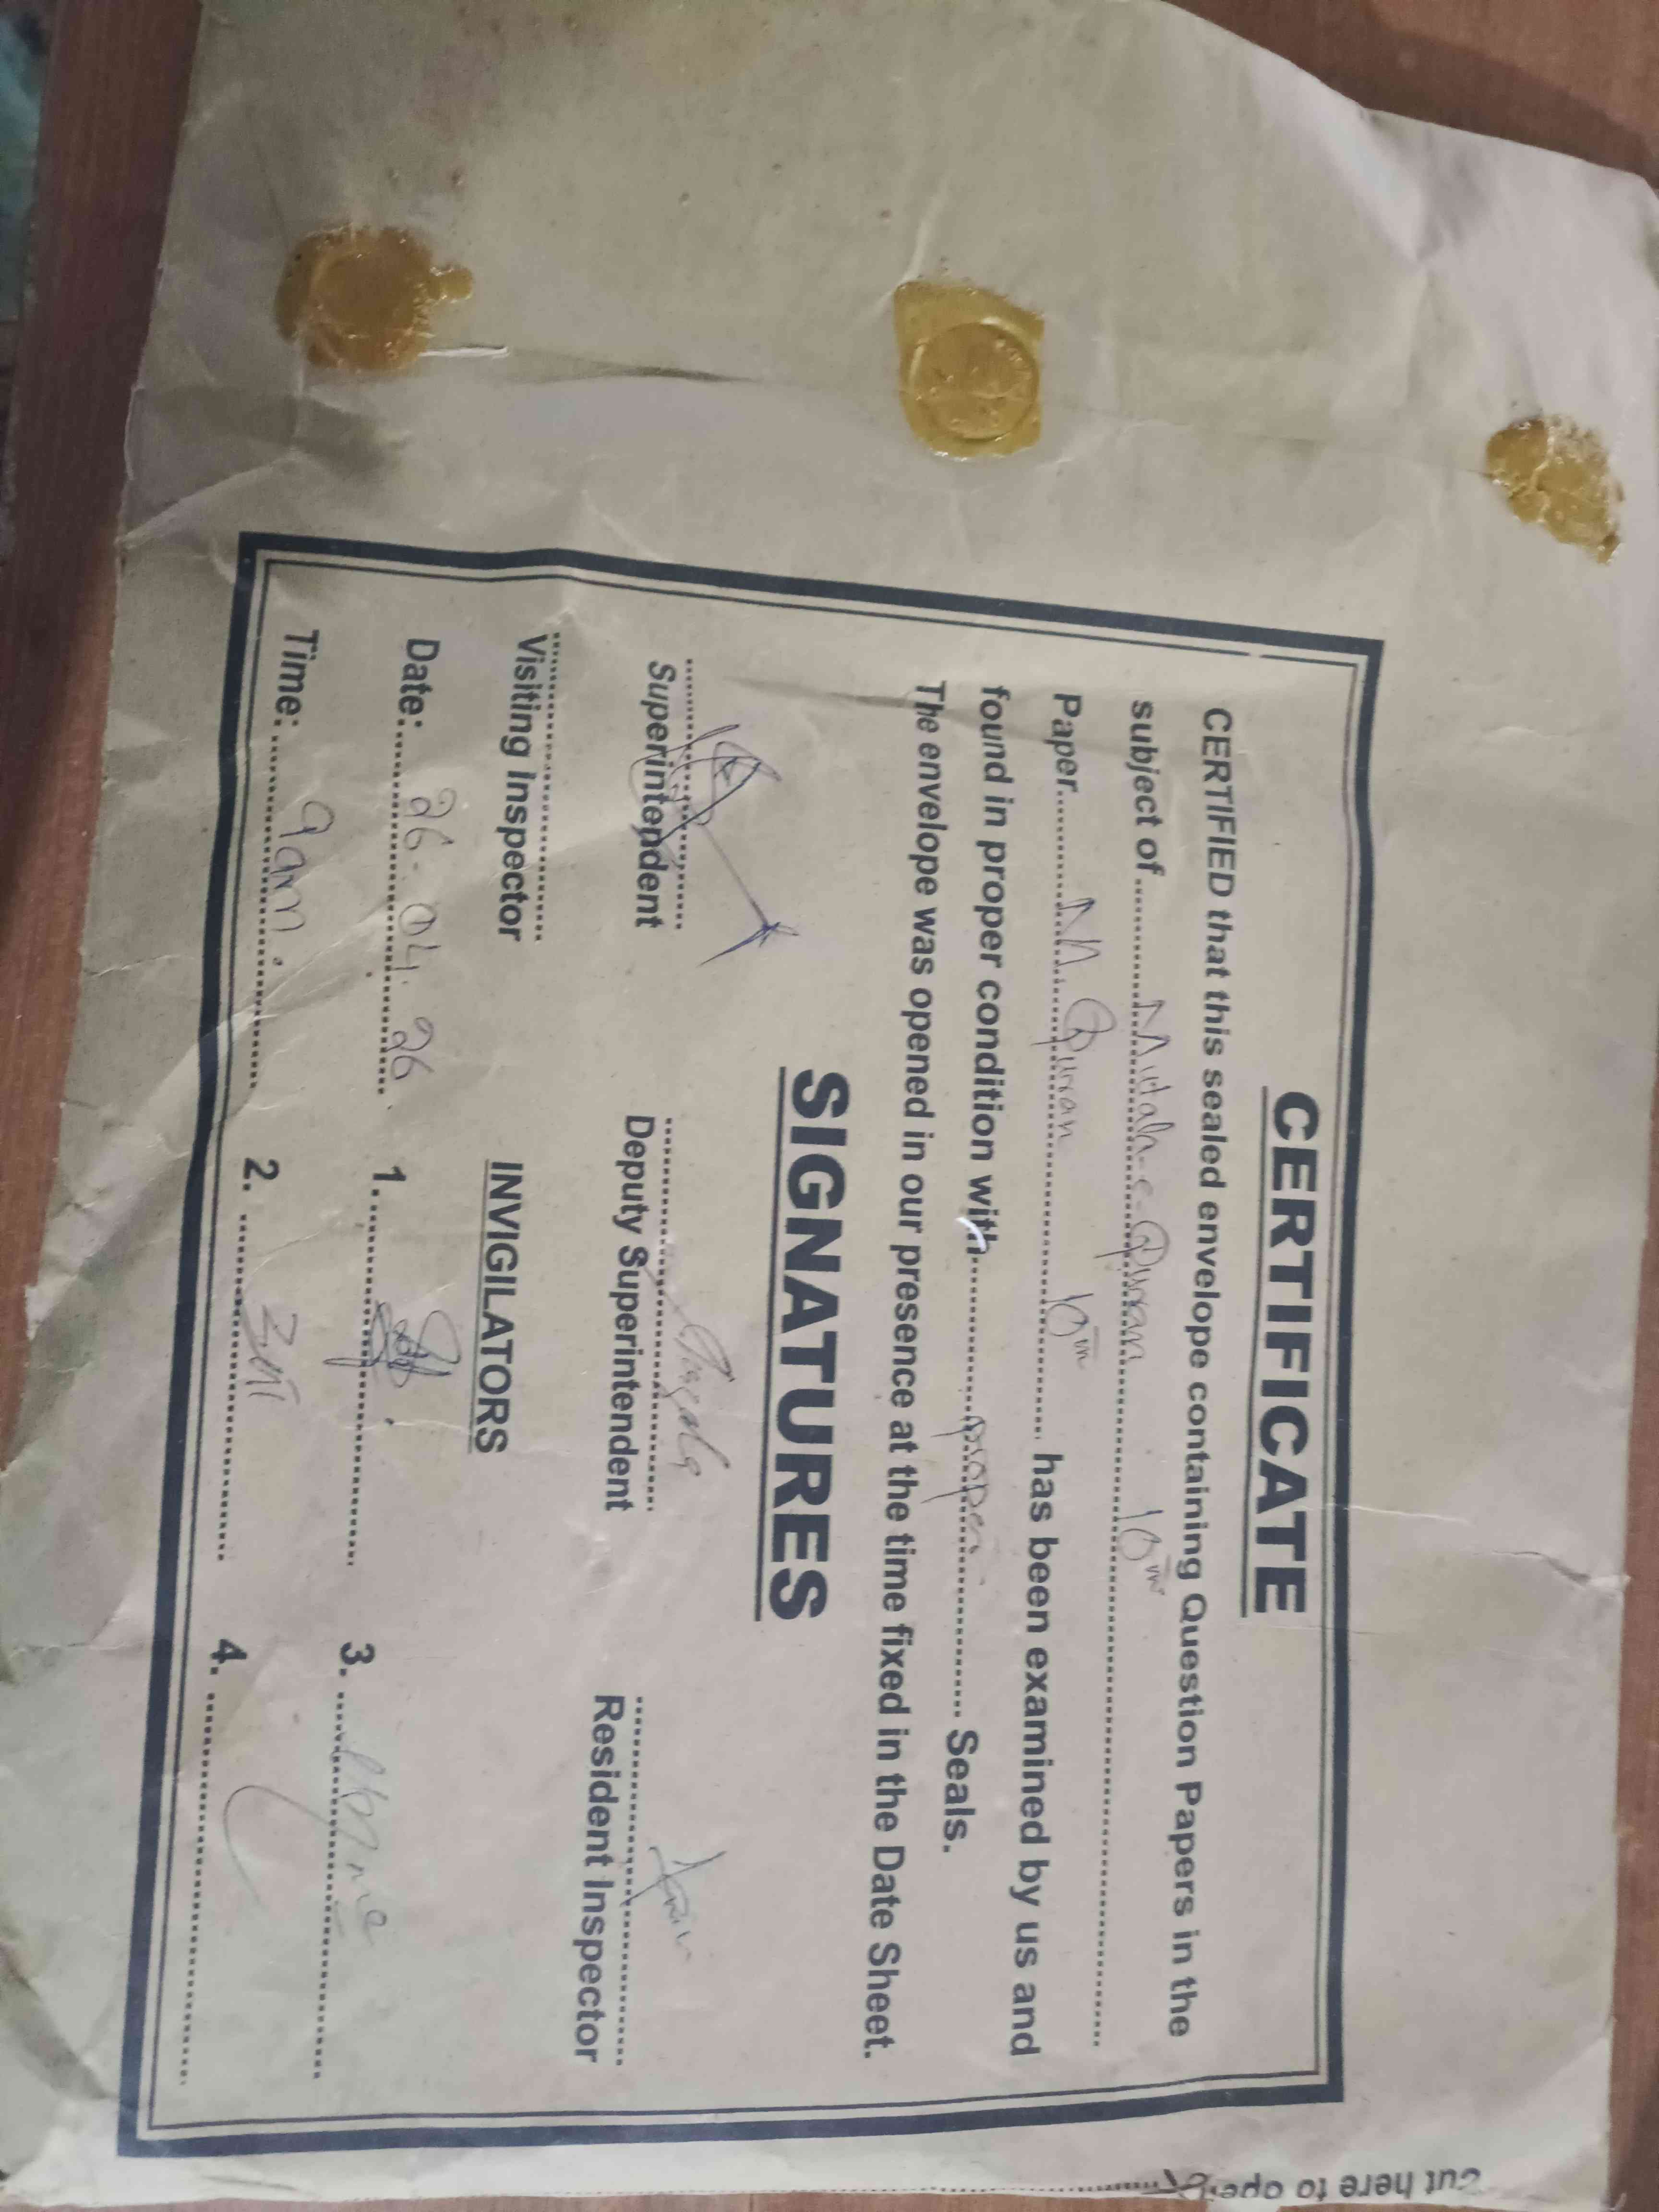 CERTIFICATE
CERTIFIED that this sealed envelope containing Question Papers in the
subject of.......... Mutala-e-Quran 10th
Paper.......... M. Quran 10th .......... has been examined by us and
found in proper condition with.......... proper .......... Seals.
The envelope was opened in our presence at the time fixed in the Date Sheet.
SIGNATURES
Superintendent Deputy Superintendent Resident Inspector
Visiting Inspector INVIGILATORS
Date: 26-04-26 1. 3.
Time: 9am. 2. 4.
Cut here to open